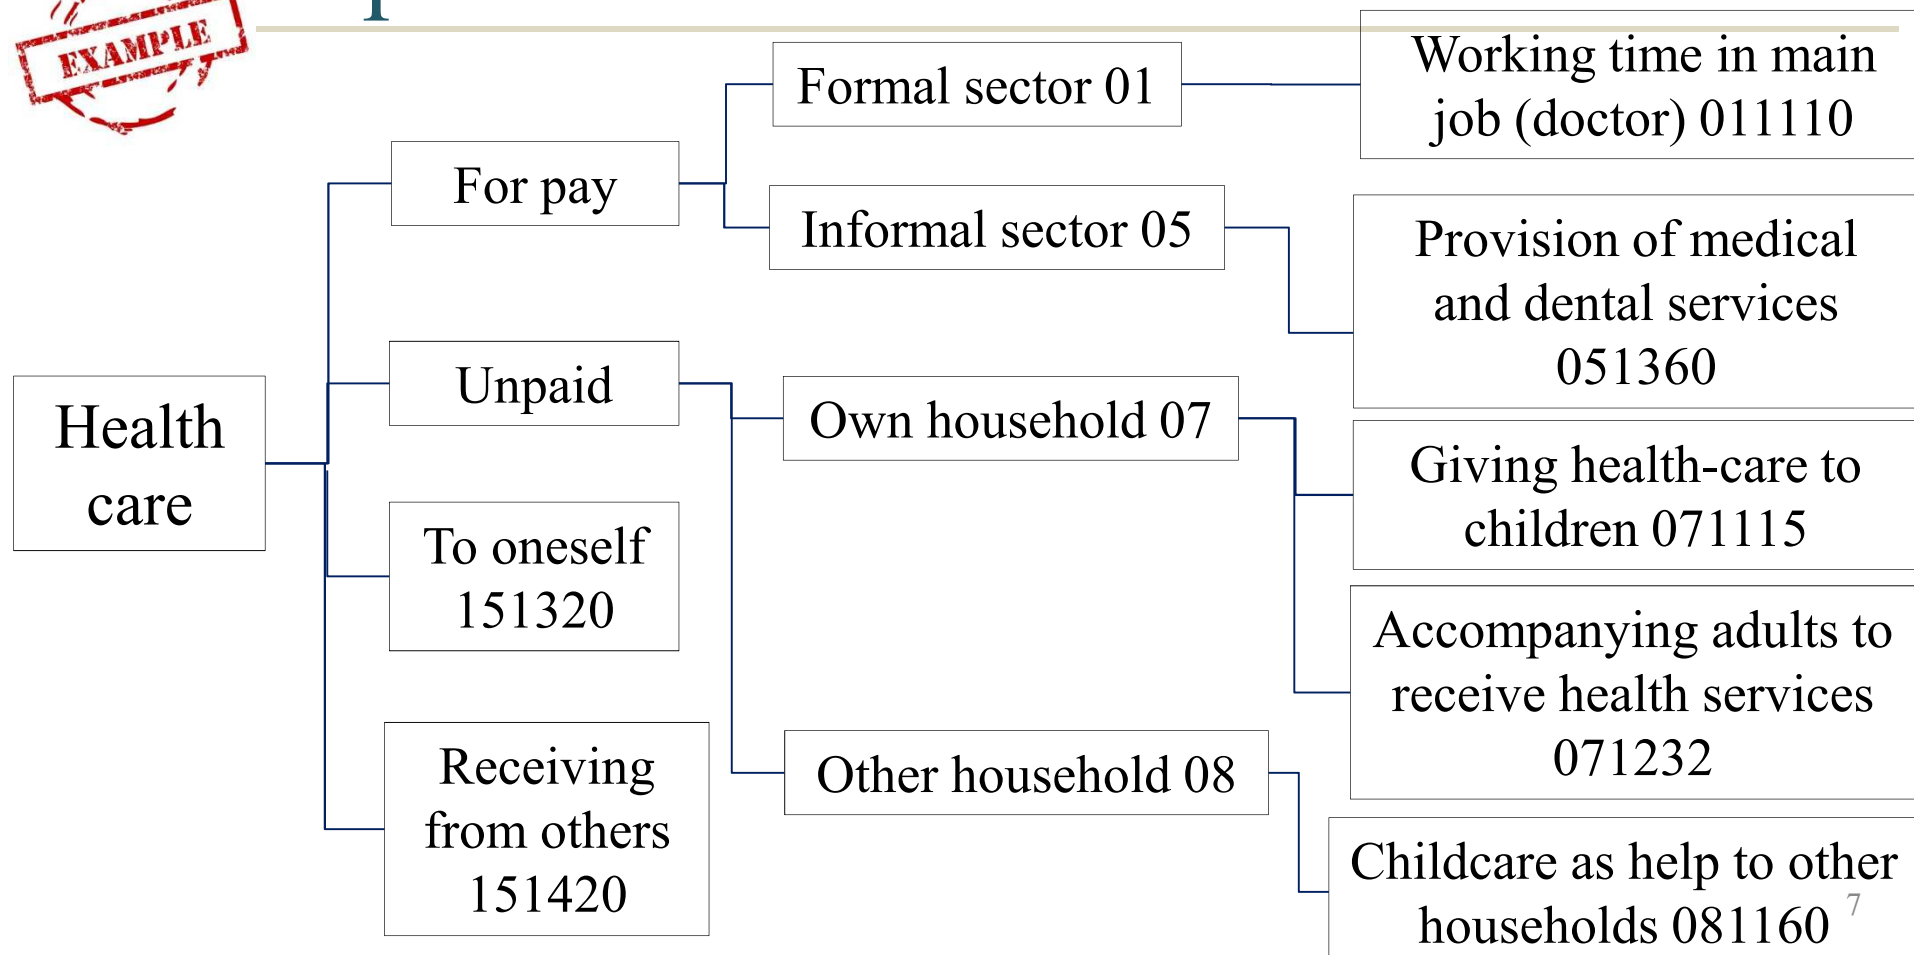 EXAMPLE
Health
care
For pay
Unpaid
To oneself
151320
Receiving
from others
151420
Formal sector 01
Informal sector 05
Own household 07
Other household 08
Working time in main
job (doctor) 011110
Provision of medical
and dental services
051360
Giving health-care to
children 071115
Accompanying adults to
receive health services
071232
Childcare as help to other
households 081160
7